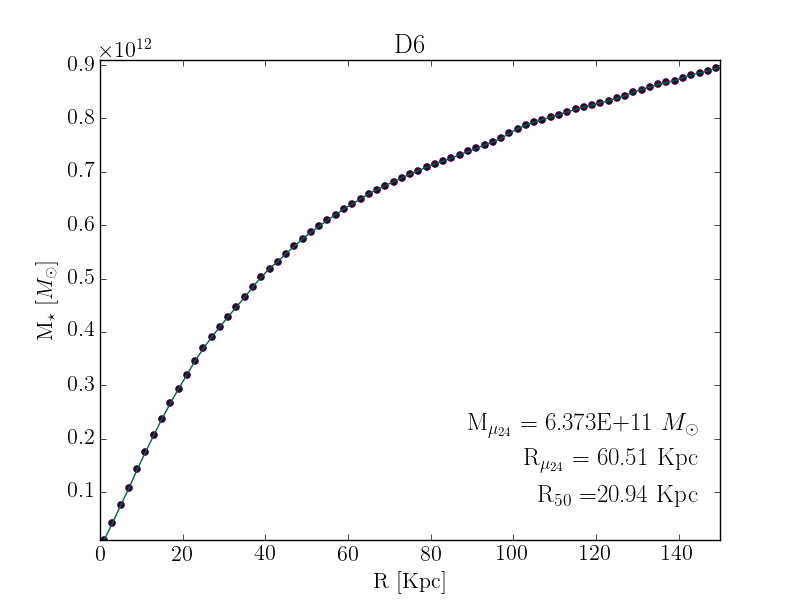 D6
×10¹²
0.9
0.8
0.7
0.6
0.5
0.4
0.3
0.2
0.1
M⋆ [M⊙]
M_μ₂₄ = 6.373E+11 M⊙
R_μ₂₄ = 60.51 Kpc
R₅₀ =20.94 Kpc
0 20 40 60 80 100 120 140
R [Kpc]